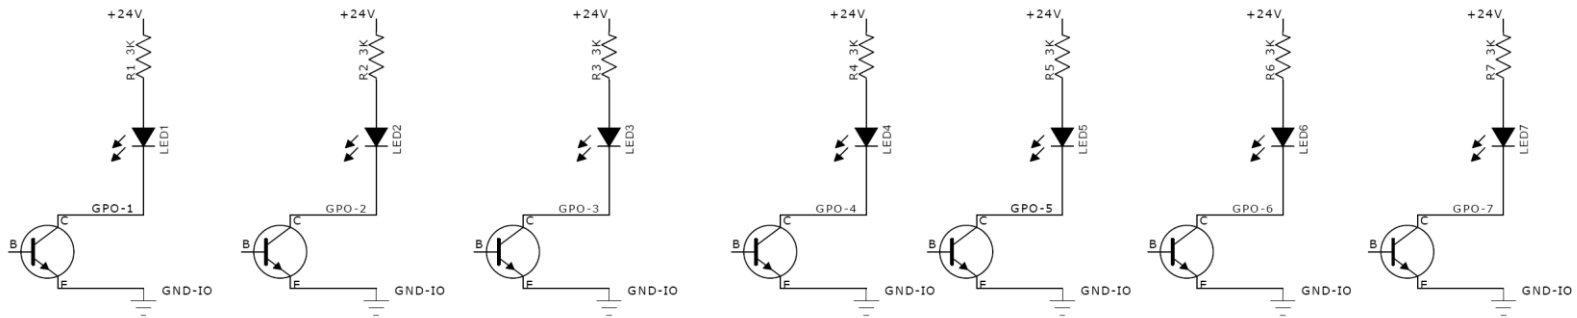 +24V
R1 3K
LED1
GPO-1
C
B
E
GND-IO
+24V
R2 3K
LED2
GPO-2
C
B
E
GND-IO
+24V
R3 3K
LED3
GPO-3
C
B
E
GND-IO
+24V
R4 3K
LED4
GPO-4
C
B
E
GND-IO
+24V
R5 3K
LED5
GPO-5
C
B
E
GND-IO
+24V
R6 3K
LED6
GPO-6
C
B
E
GND-IO
+24V
R7 3K
LED7
GPO-7
C
B
E
GND-IO